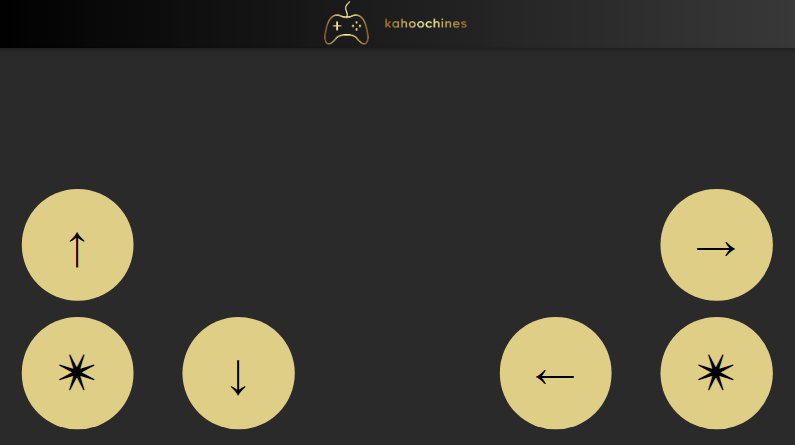 kahoochines
↑ →
✷ ↓ ← ✷